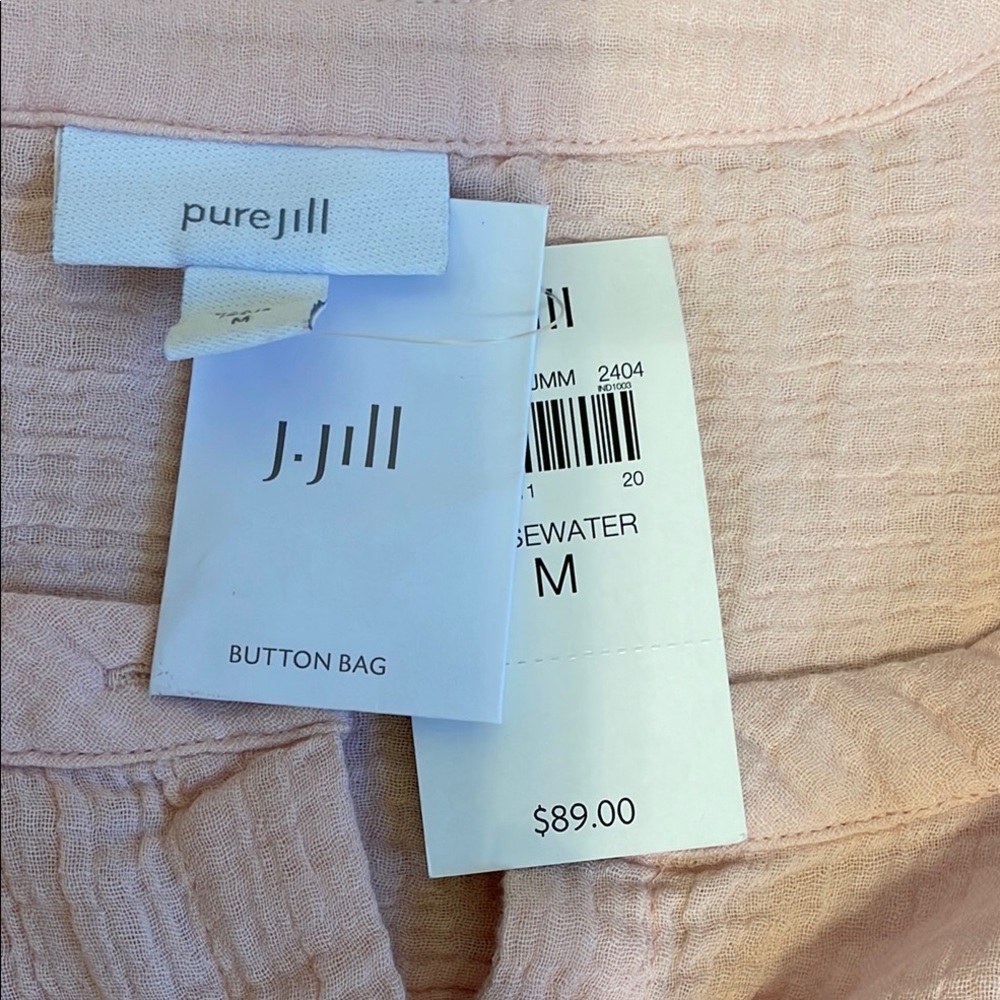 purejill
M
J.Jill
BUTTON BAG
JMM 2404
IND1003
20
SEWATER
M
$89.00